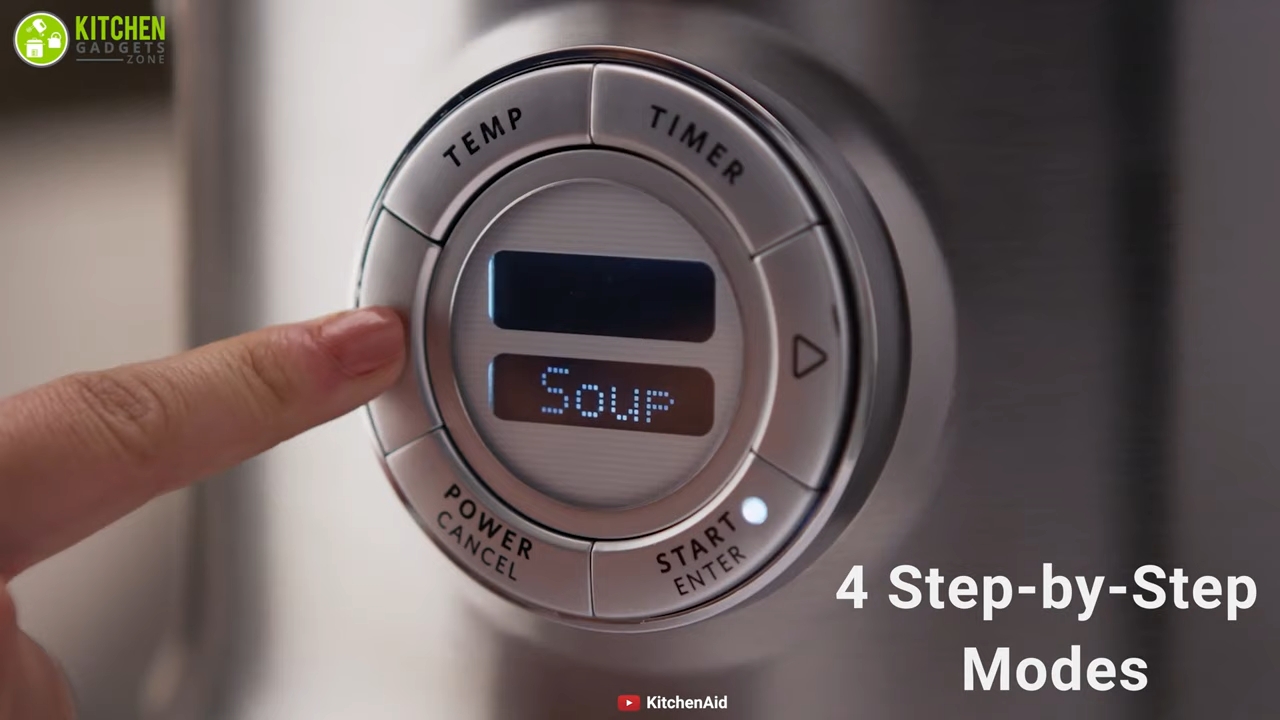 KITCHEN
GADGETS
ZONE
TEMP
TIMER
Soup
POWER
CANCEL
START
ENTER
4 Step-by-Step
Modes
KitchenAid